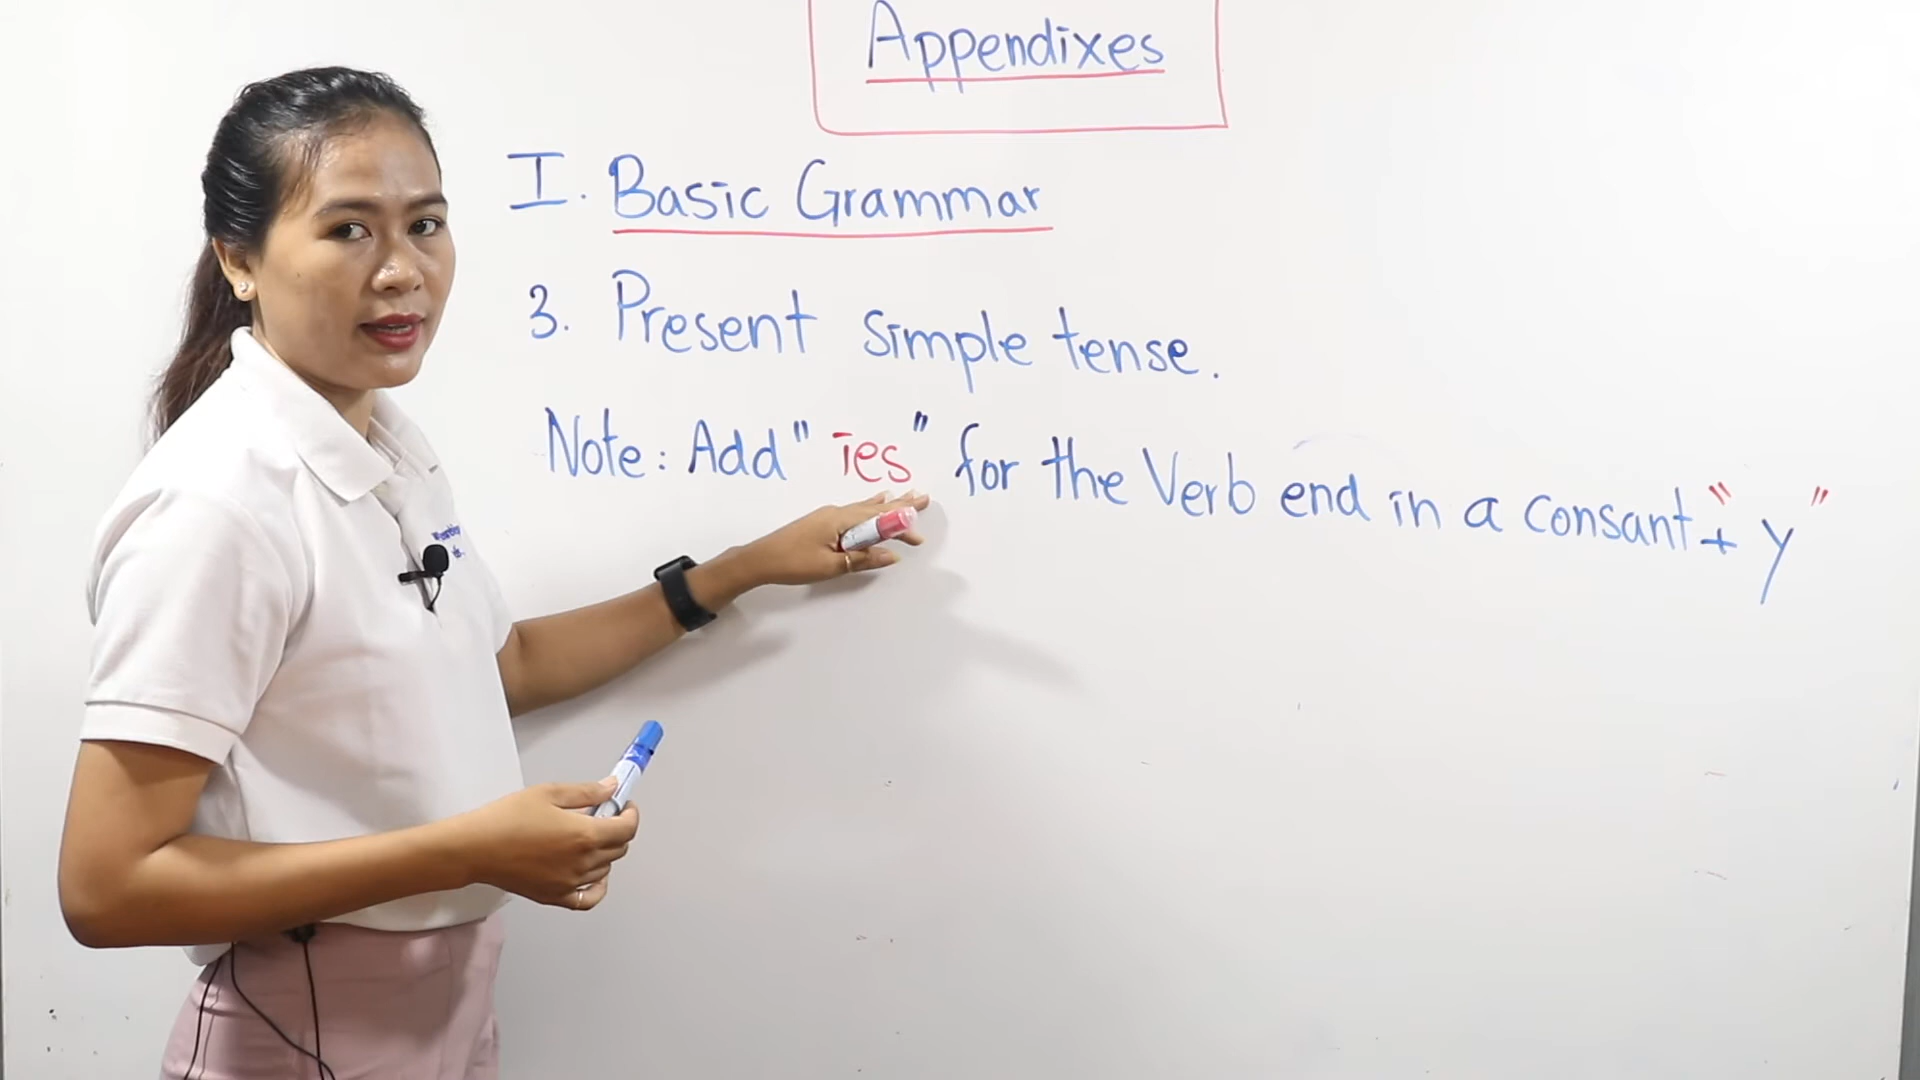 Appendixes
I. Basic Grammar
3. Present simple tense.
Note: Add "ies" for the Verb end in a consant "+ y"